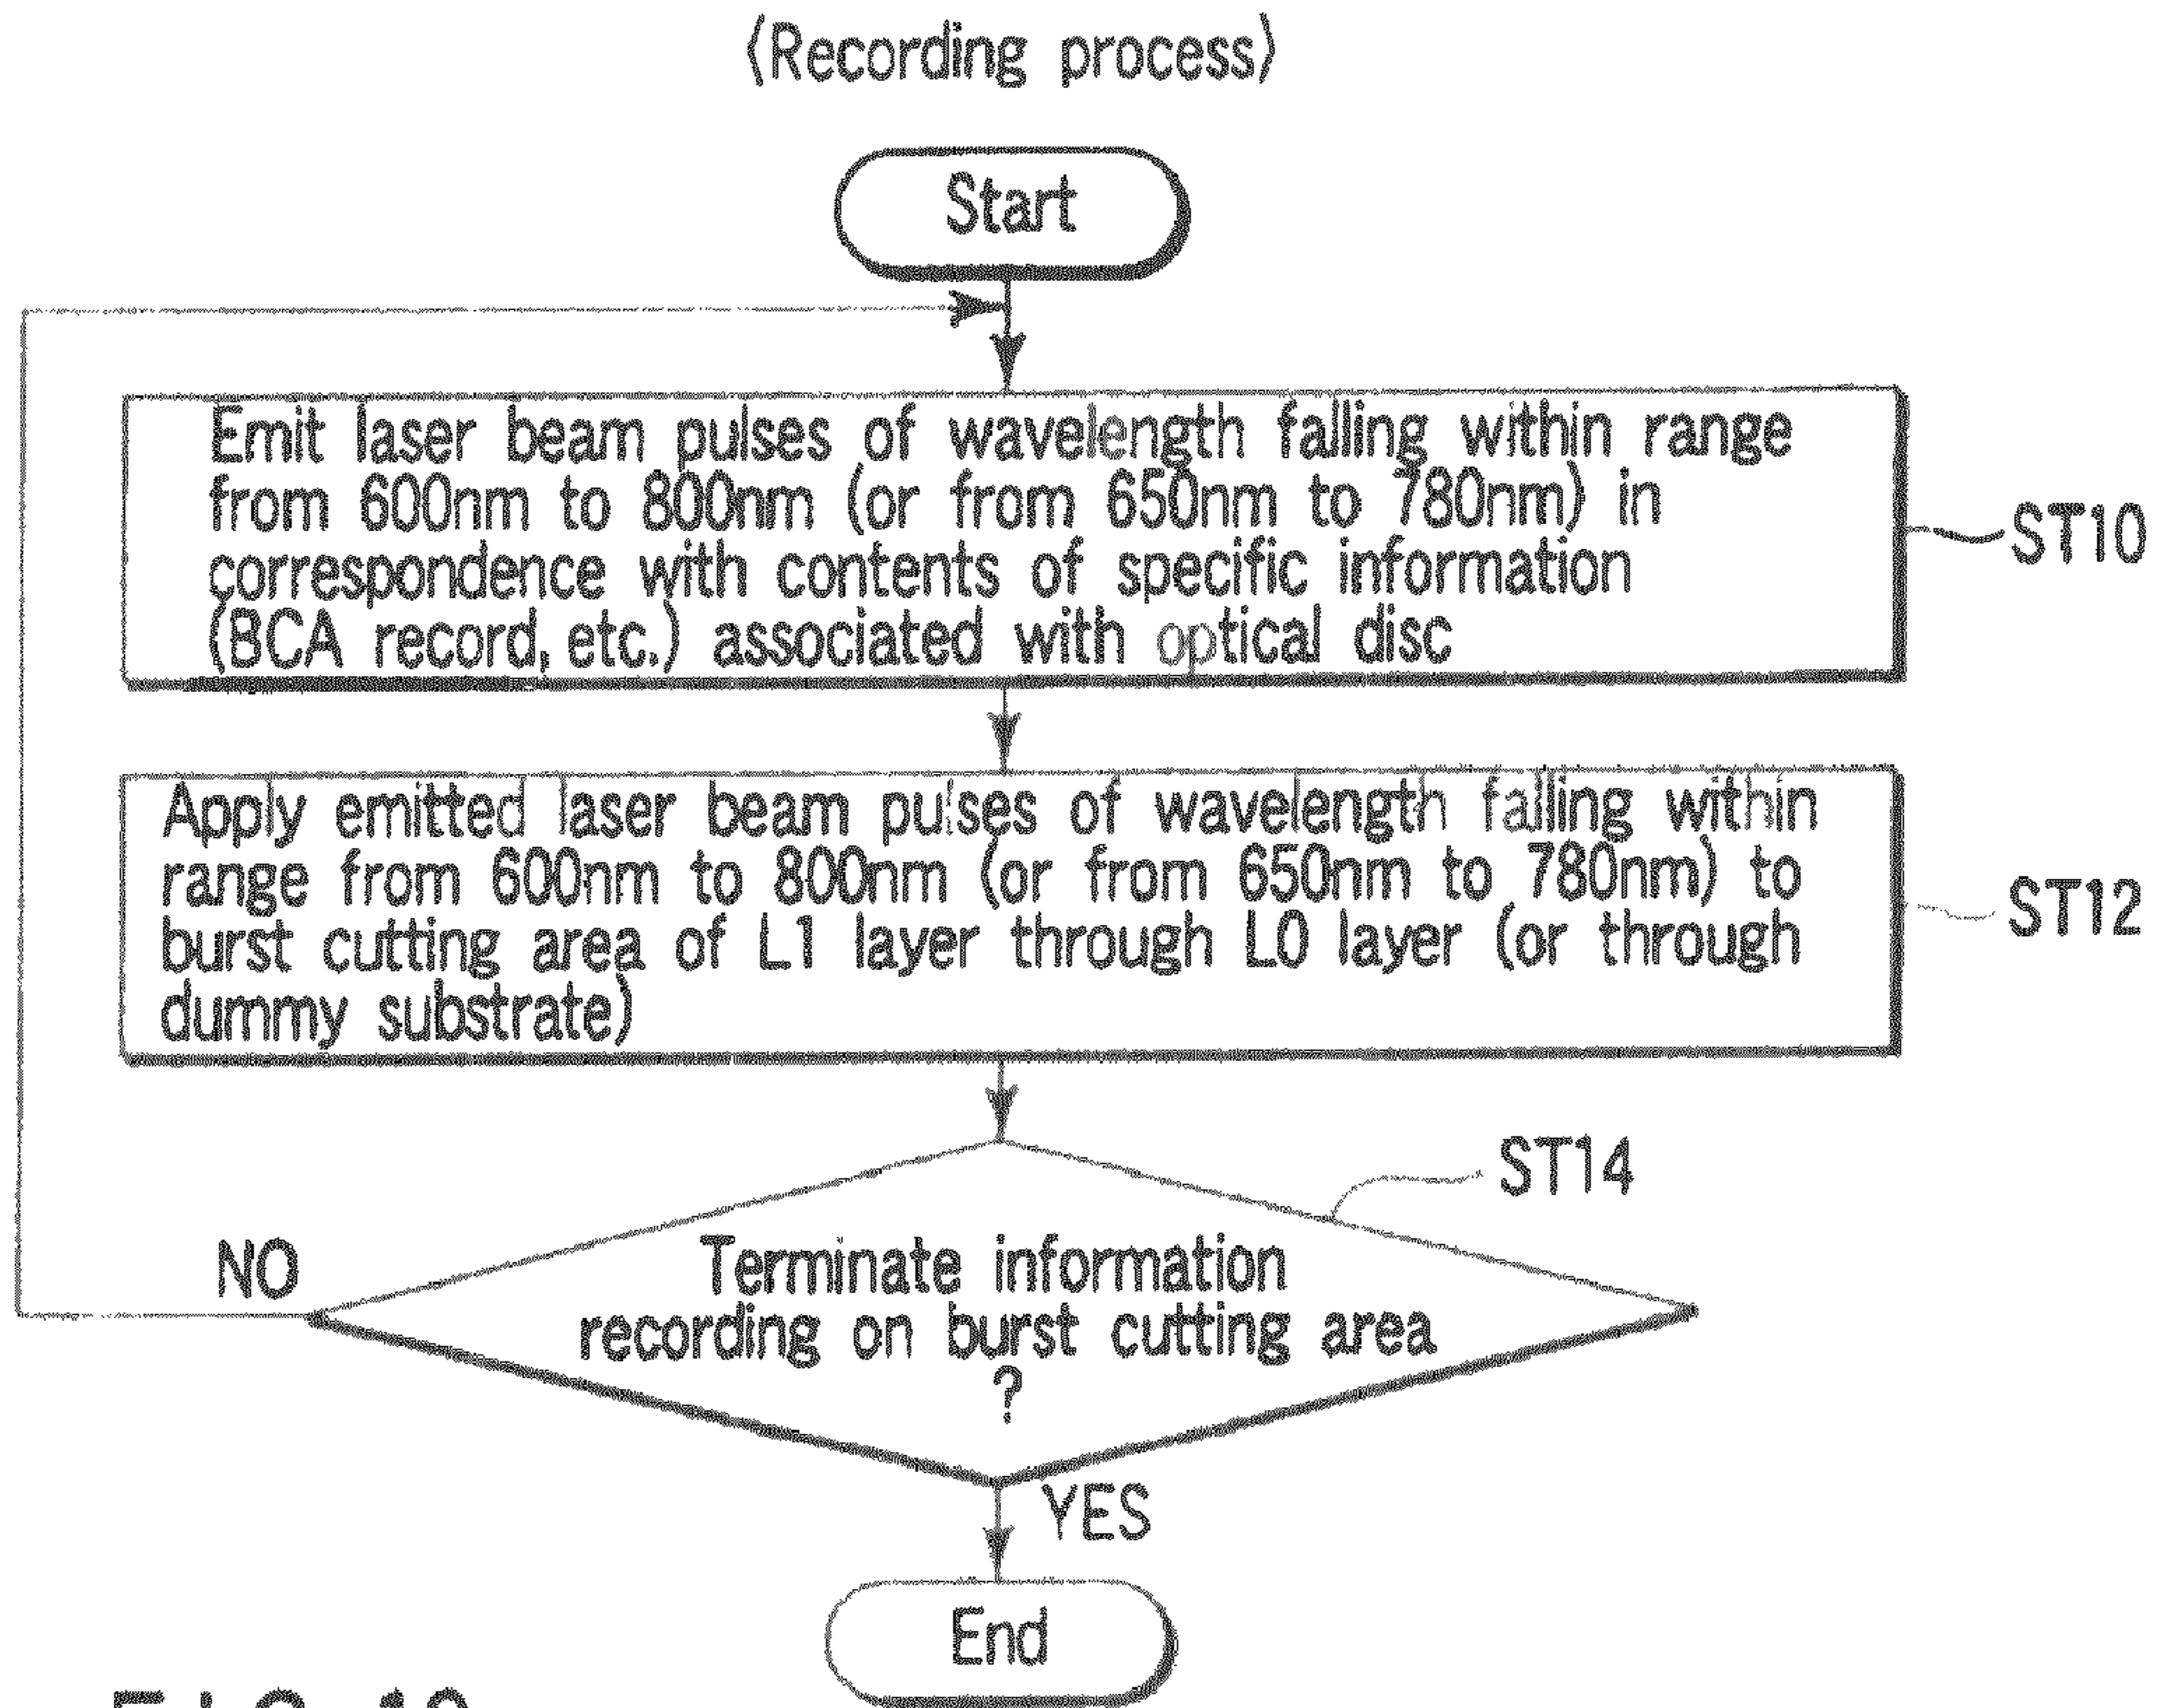 (Recording process)
Start
Emit laser beam pulses of wavelength falling within range
from 600nm to 800nm (or from 650nm to 780nm) in
correspondence with contents of specific information
(BCA record, etc.) associated with optical disc
ST10
Apply emitted laser beam pulses of wavelength falling within
range from 600nm to 800nm (or from 650nm to 780nm) to
burst cutting area of L1 layer through L0 layer (or through
dummy substrate)
ST12
ST14
NO
Terminate information
recording on burst cutting area
?
YES
End